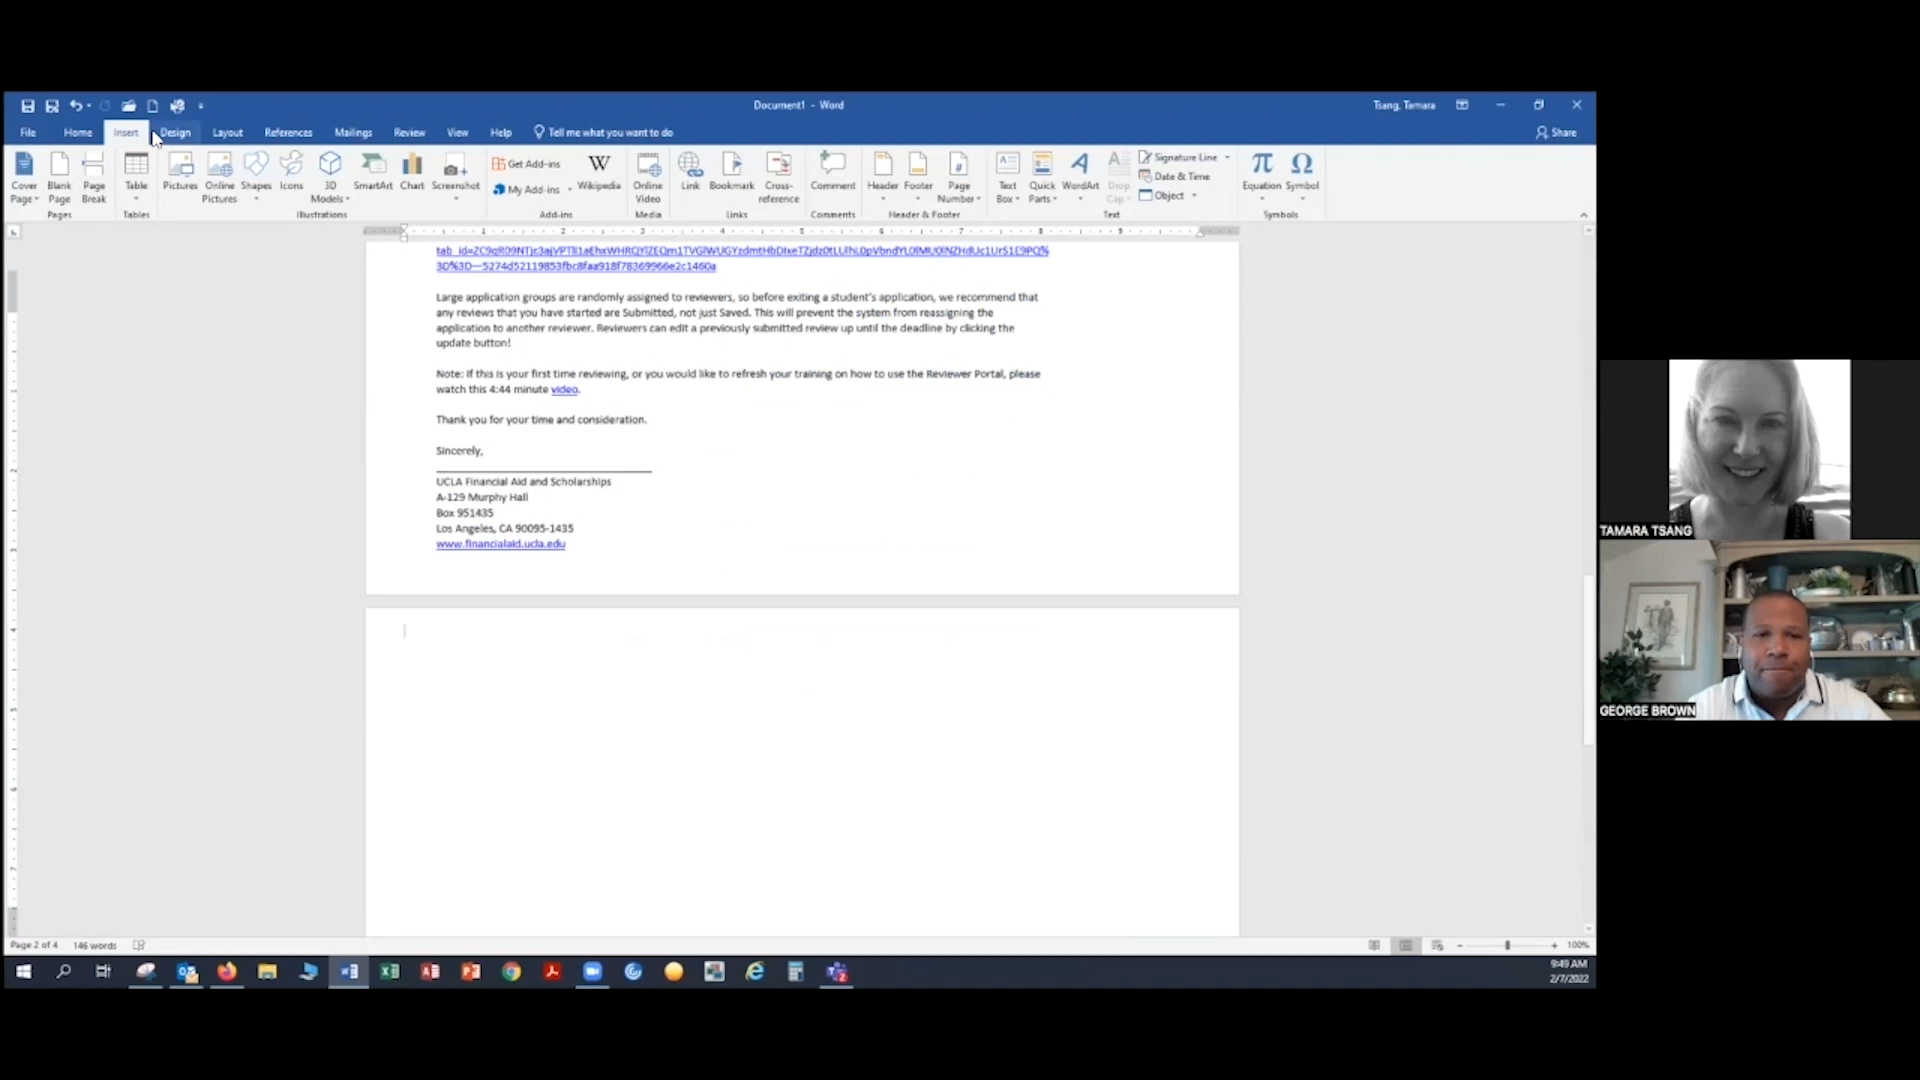 Document1 - Word
Tsang, Tamara
File Home Insert Design Layout References Mailings Review View Help Tell me what you want to do Share
Cover Page Blank Page Page Break Table Pictures Online Pictures Shapes Icons 3D Models SmartArt Chart Screenshot Get Add-ins My Add-ins Wikipedia Online Video Link Bookmark Cross-reference Comment Header Footer Page Number Text Box Quick Parts WordArt Drop Cap Signature Line Date & Time Object Equation Symbol
Pages Tables Illustrations Add-ins Media Links Comments Header & Footer Text Symbols
3D%3D---5274d52119853fbc8faa918f78369966e2c1460a
Large application groups are randomly assigned to reviewers, so before exiting a student's application, we recommend that
any reviews that you have started are Submitted, not just Saved. This will prevent the system from reassigning the
application to another reviewer. Reviewers can edit a previously submitted review up until the deadline by clicking the
update button!
Note: If this is your first time reviewing, or you would like to refresh your training on how to use the Reviewer Portal, please
watch this 4:44 minute video.
Thank you for your time and consideration.
Sincerely,
UCLA Financial Aid and Scholarships
A-129 Murphy Hall
Box 951435
Los Angeles, CA 90095-1435
www.financialaid.ucla.edu
TAMARA TSANG
GEORGE BROWN
Page 2 of 4 146 words 100%
9:49 AM
2/7/2022